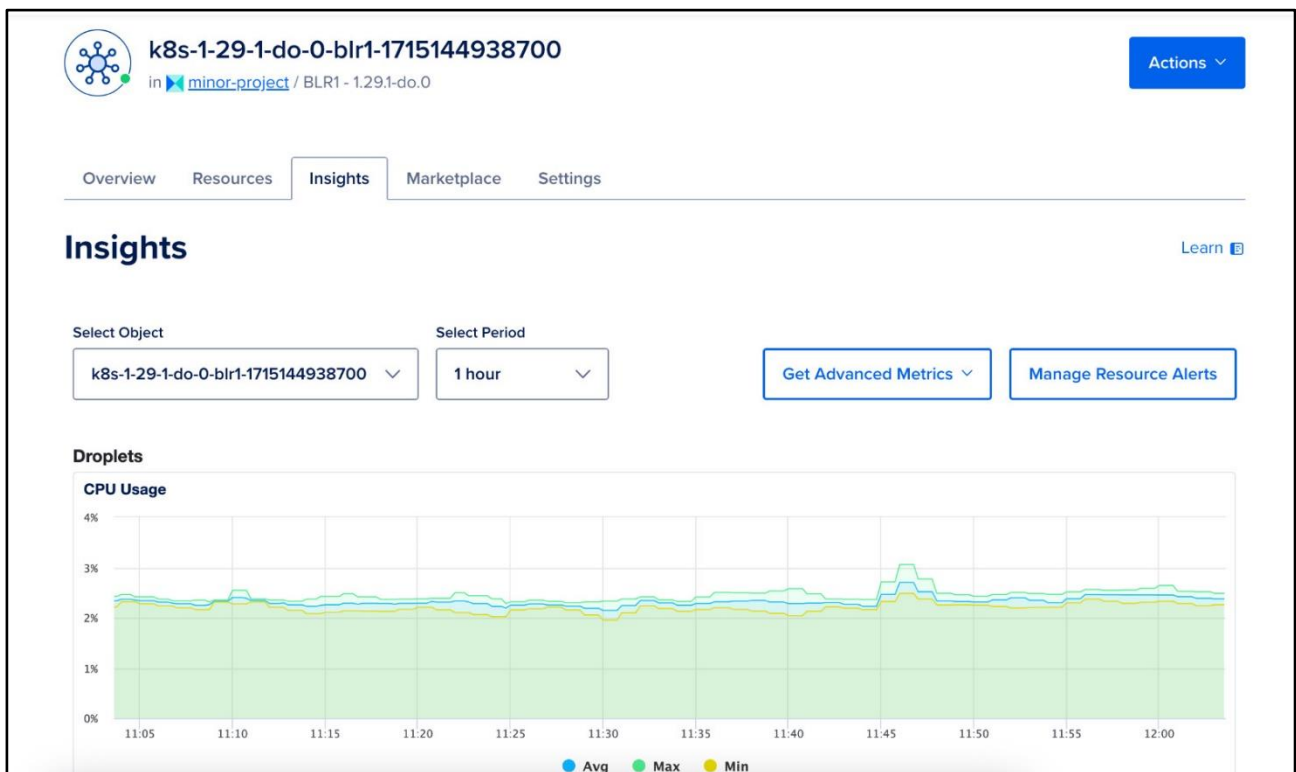 k8s-1-29-1-do-0-blr1-1715144938700
in minor-project / BLR1 - 1.29.1-do.0
Actions
Overview Resources Insights Marketplace Settings
Insights
Learn
Select Object Select Period
k8s-1-29-1-do-0-blr1-1715144938700 1 hour Get Advanced Metrics Manage Resource Alerts
Droplets
CPU Usage
4%
3%
2%
1%
0%
11:05 11:10 11:15 11:20 11:25 11:30 11:35 11:40 11:45 11:50 11:55 12:00
Avg Max Min